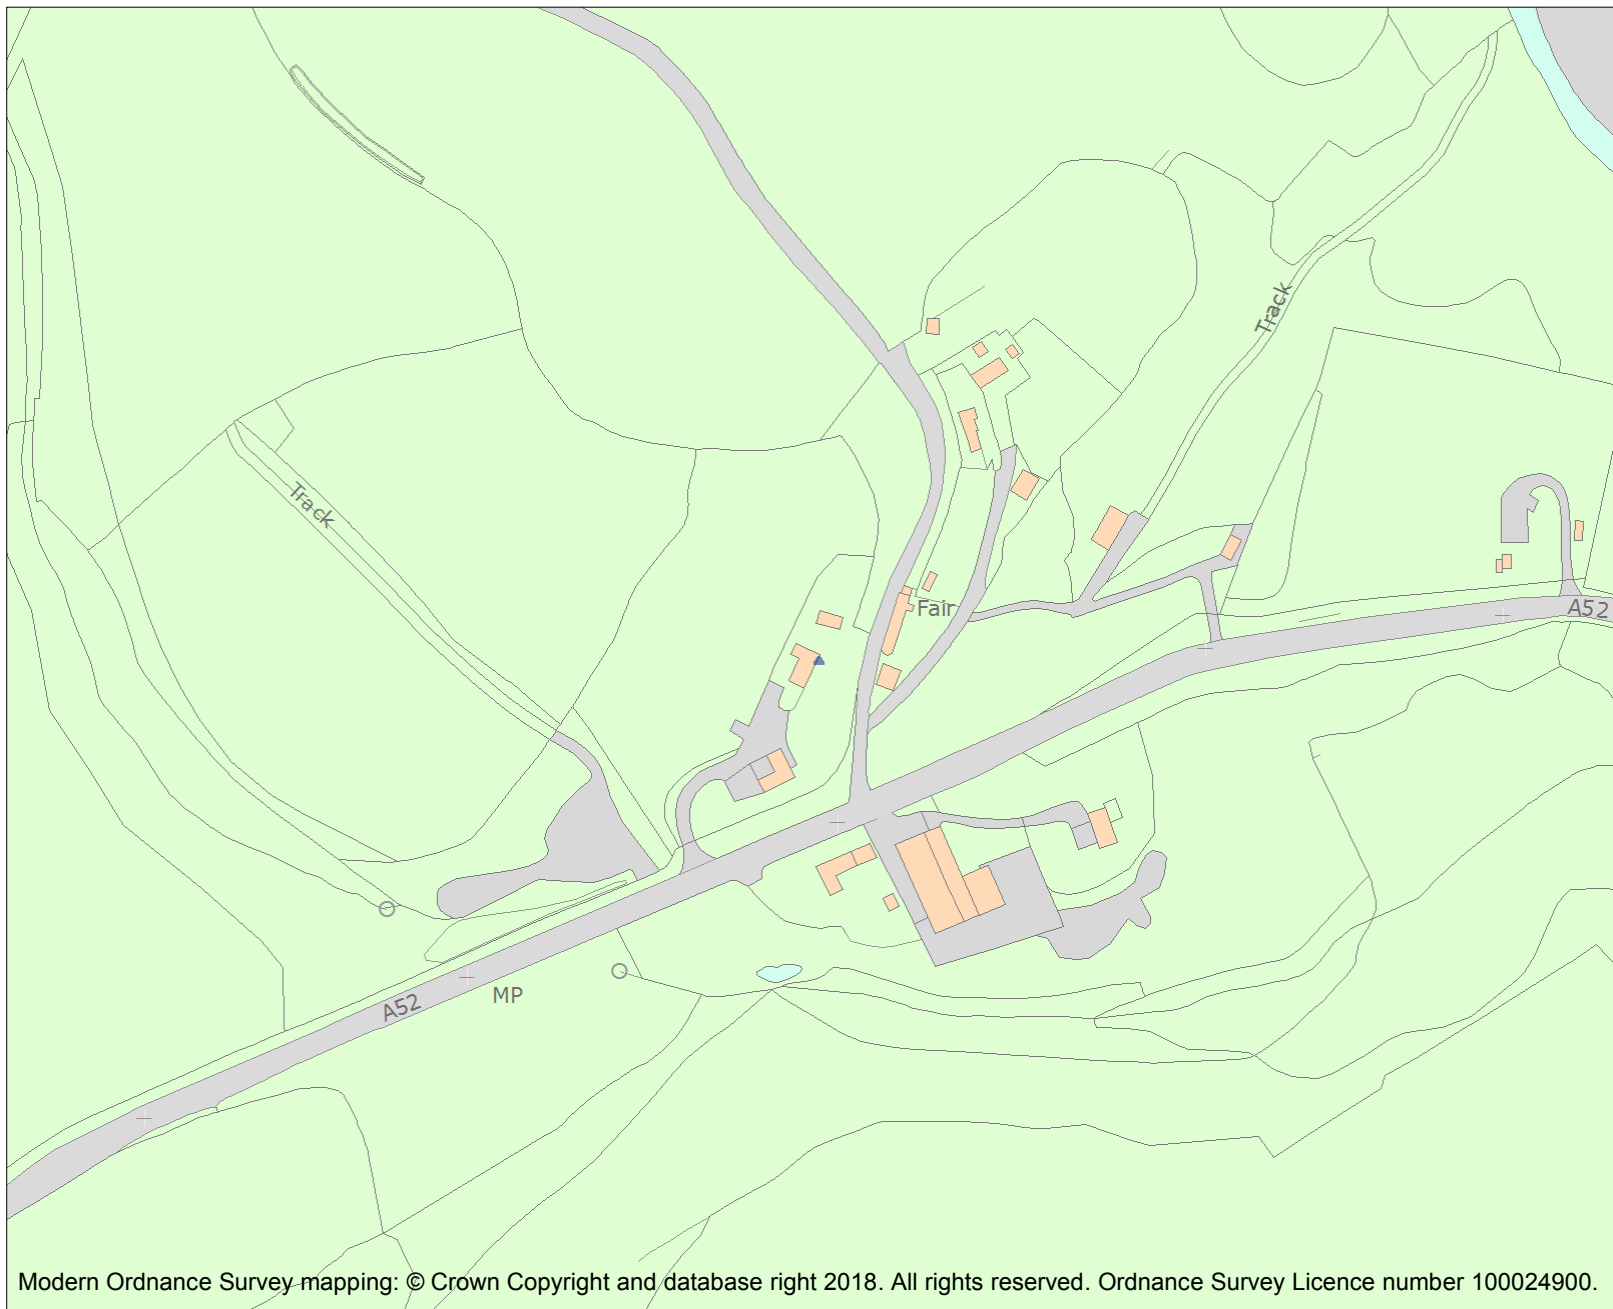 Track
Track
A52
Fair
MP
A52
Modern Ordnance Survey mapping: © Crown Copyright and database right 2018. All rights reserved. Ordnance Survey Licence number 100024900.